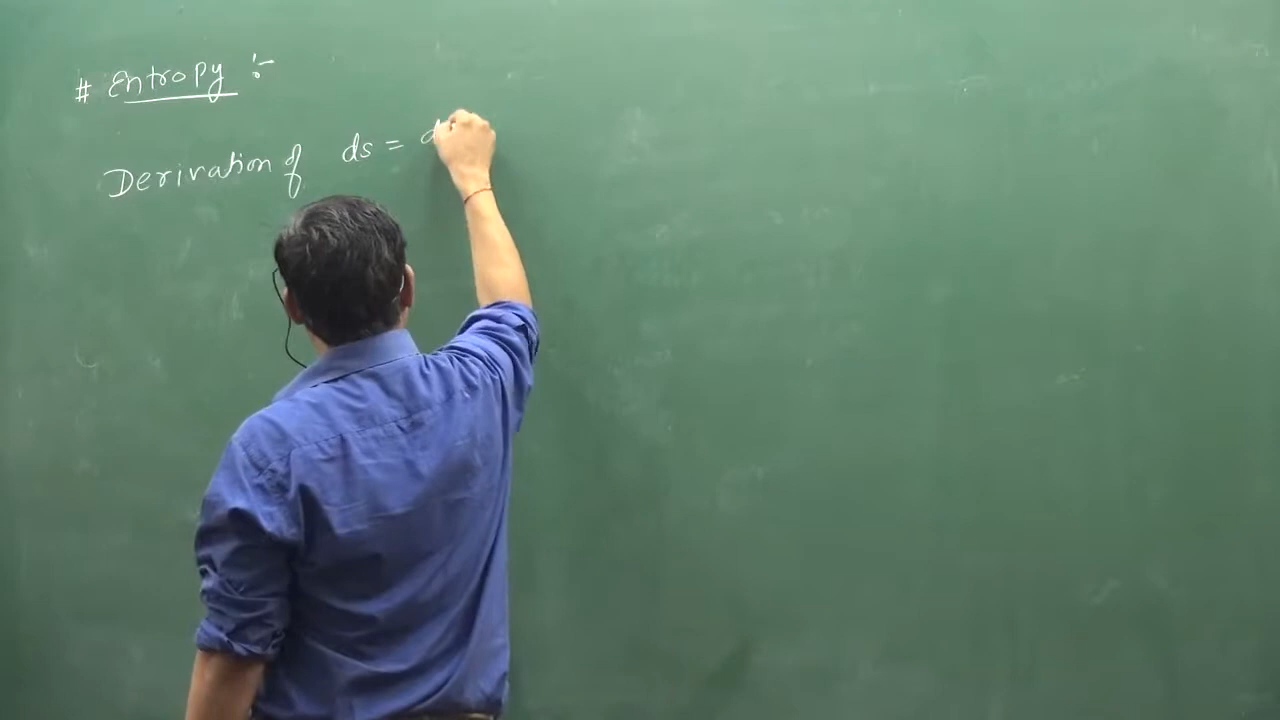 # Entropy :-
Derivation of ds = d